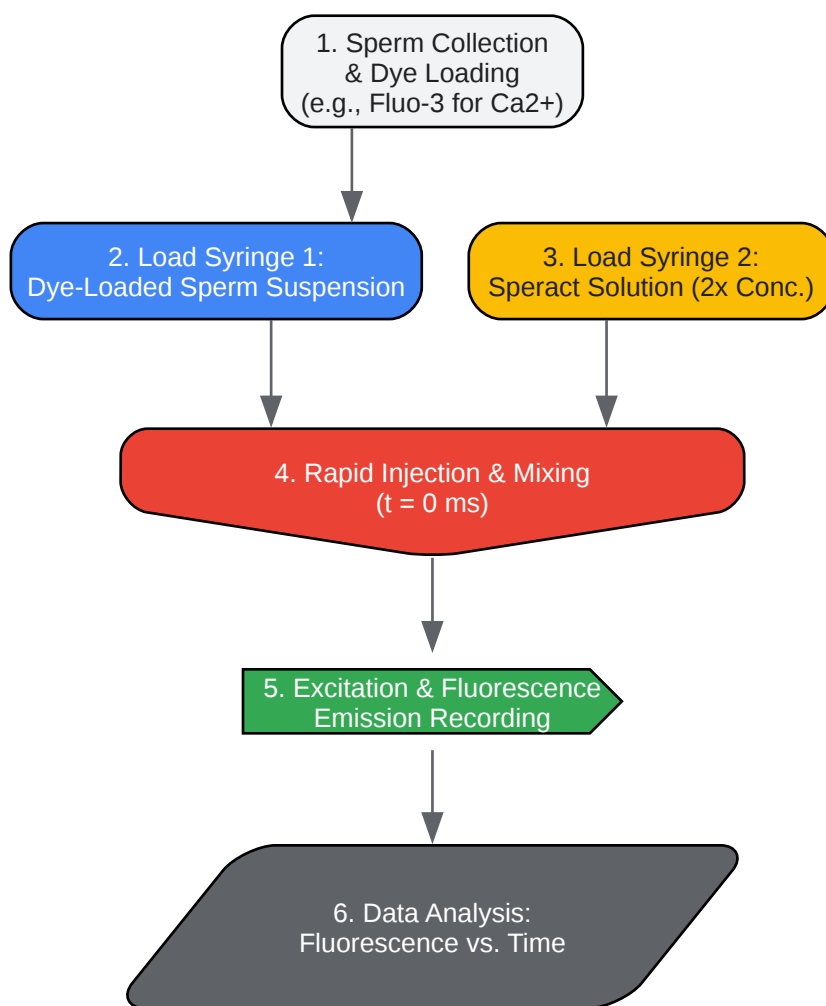 1. Sperm Collection
& Dye Loading
(e.g., Fluo-3 for Ca2+)
2. Load Syringe 1:
Dye-Loaded Sperm Suspension
3. Load Syringe 2:
Speract Solution (2x Conc.)
4. Rapid Injection & Mixing
(t = 0 ms)
5. Excitation & Fluorescence
Emission Recording
6. Data Analysis:
Fluorescence vs. Time